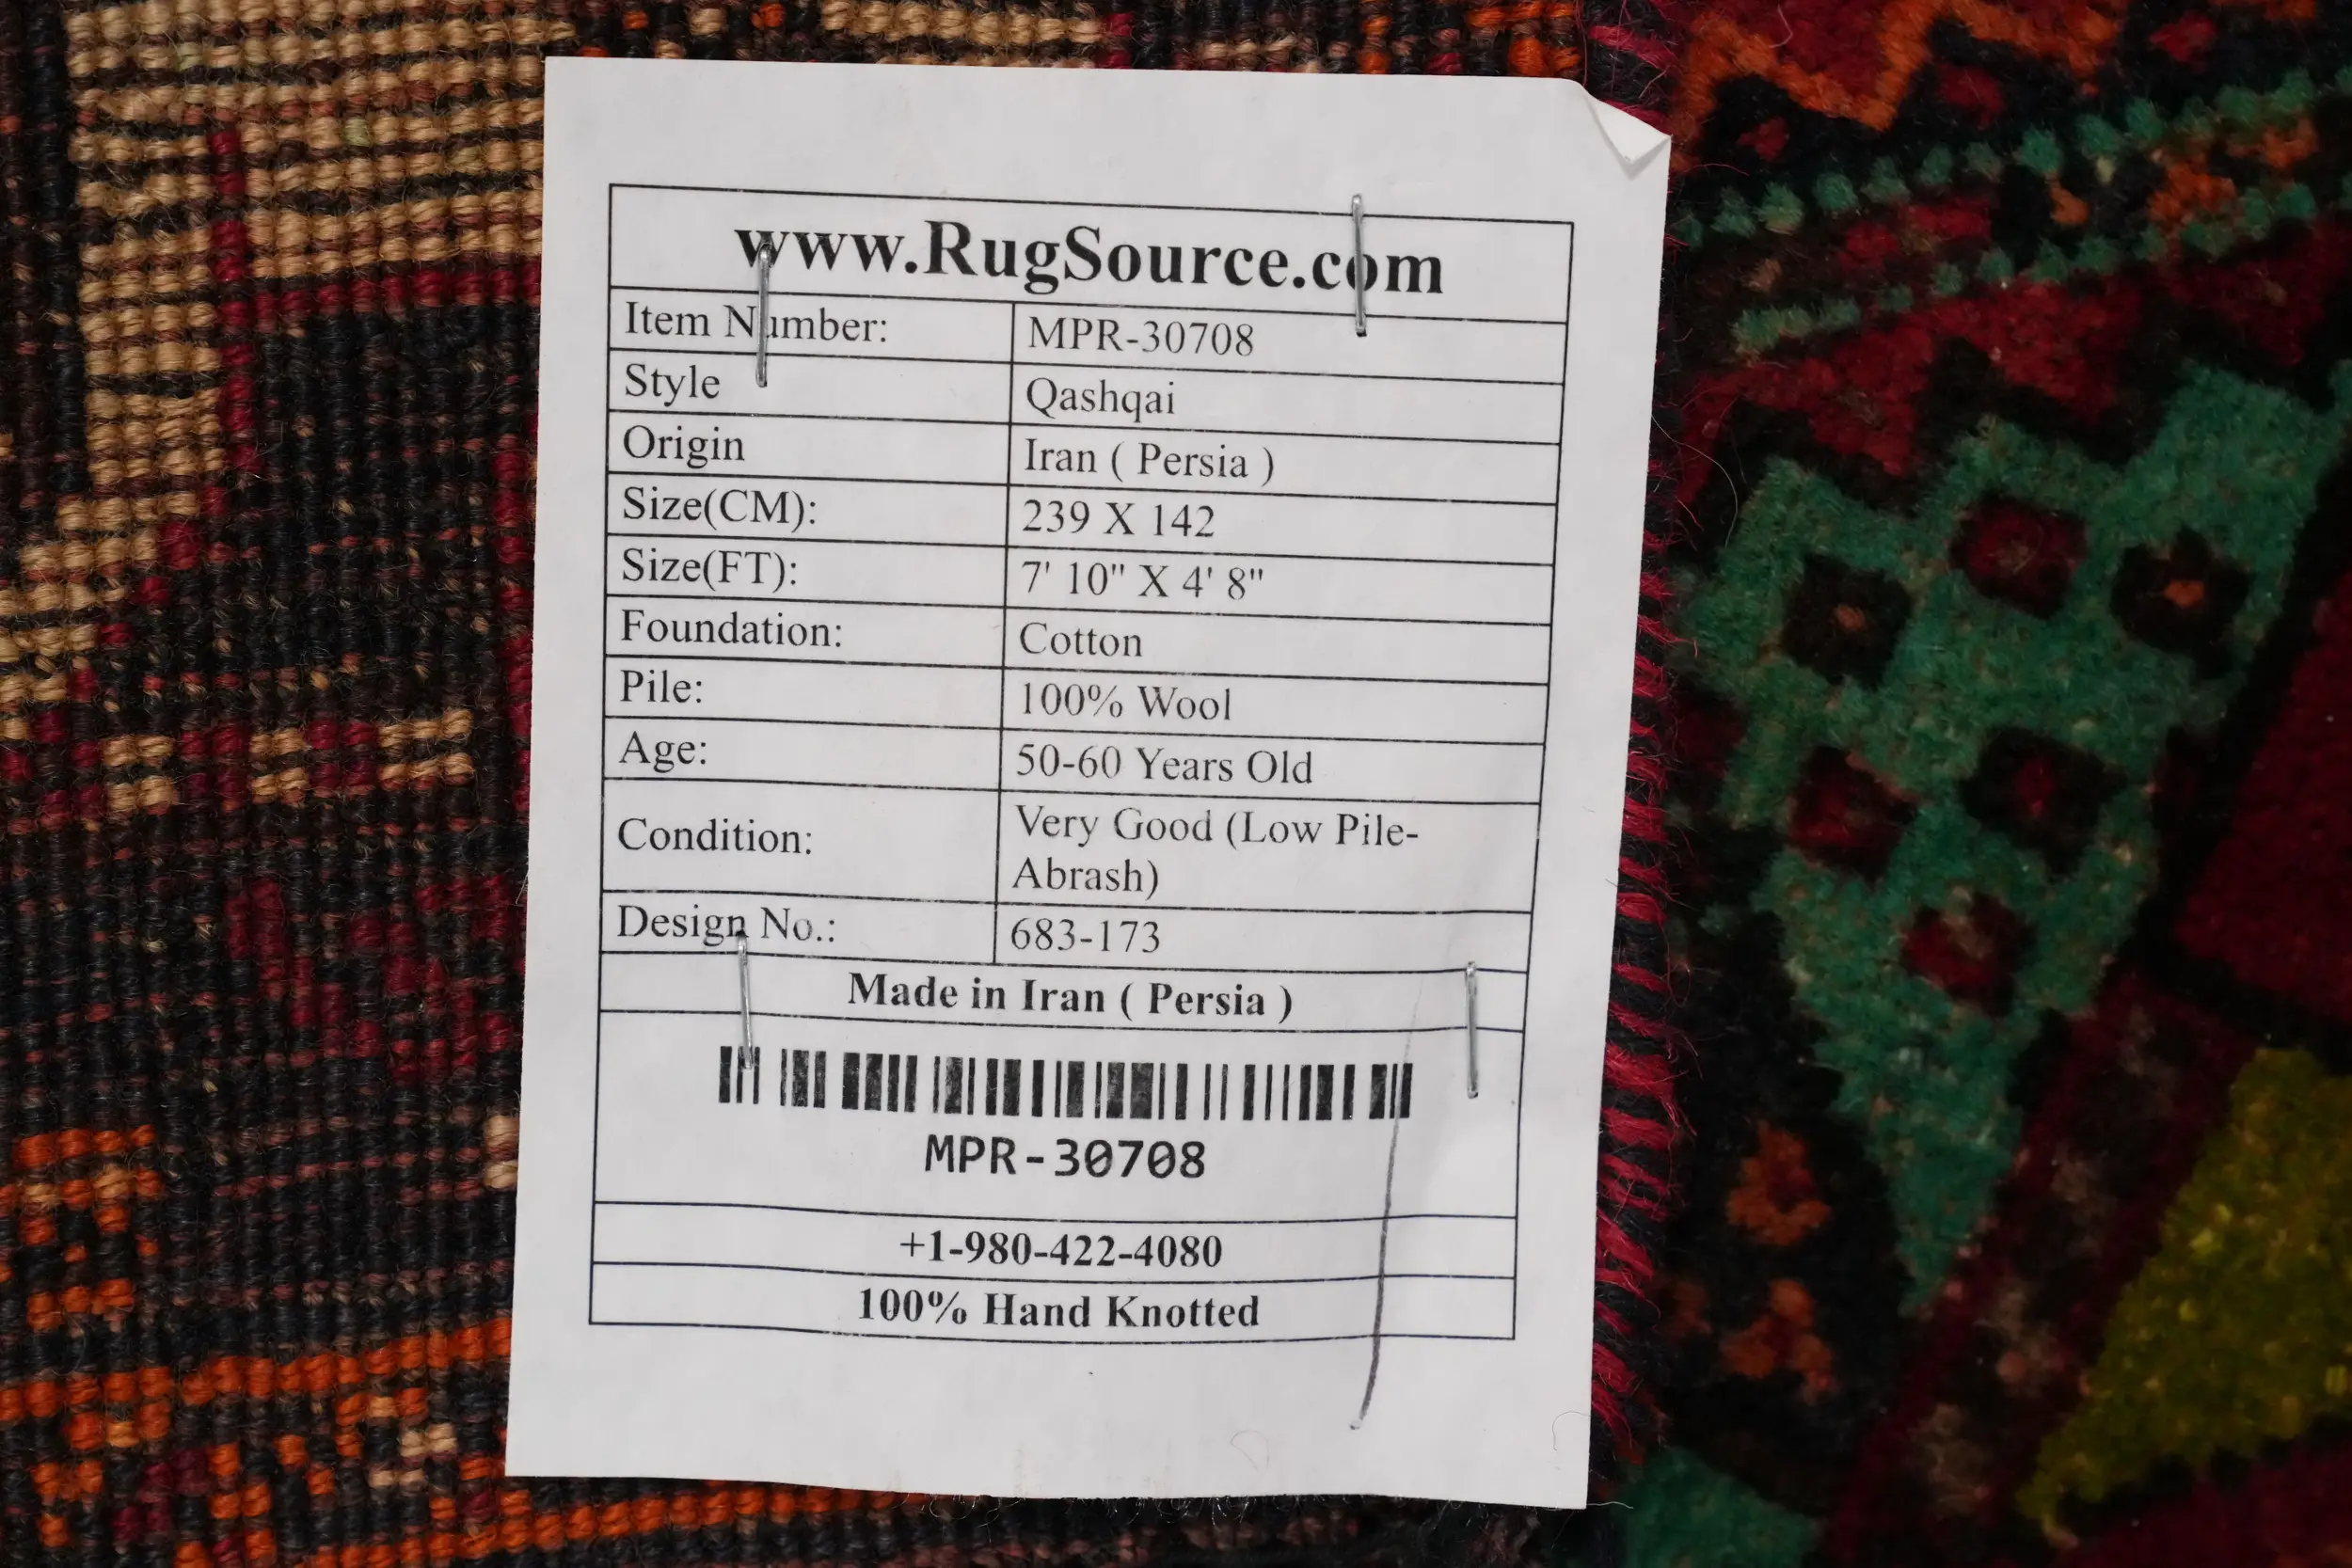 www.RugSource.com
Item Number: MPR-30708
Style Qashqai
Origin Iran ( Persia )
Size(CM): 239 X 142
Size(FT): 7' 10" X 4' 8"
Foundation: Cotton
Pile: 100% Wool
Age: 50-60 Years Old
Condition: Very Good (Low Pile-
Abrash)
Design No.: 683-173
Made in Iran ( Persia )
MPR-30708
+1-980-422-4080
100% Hand Knotted